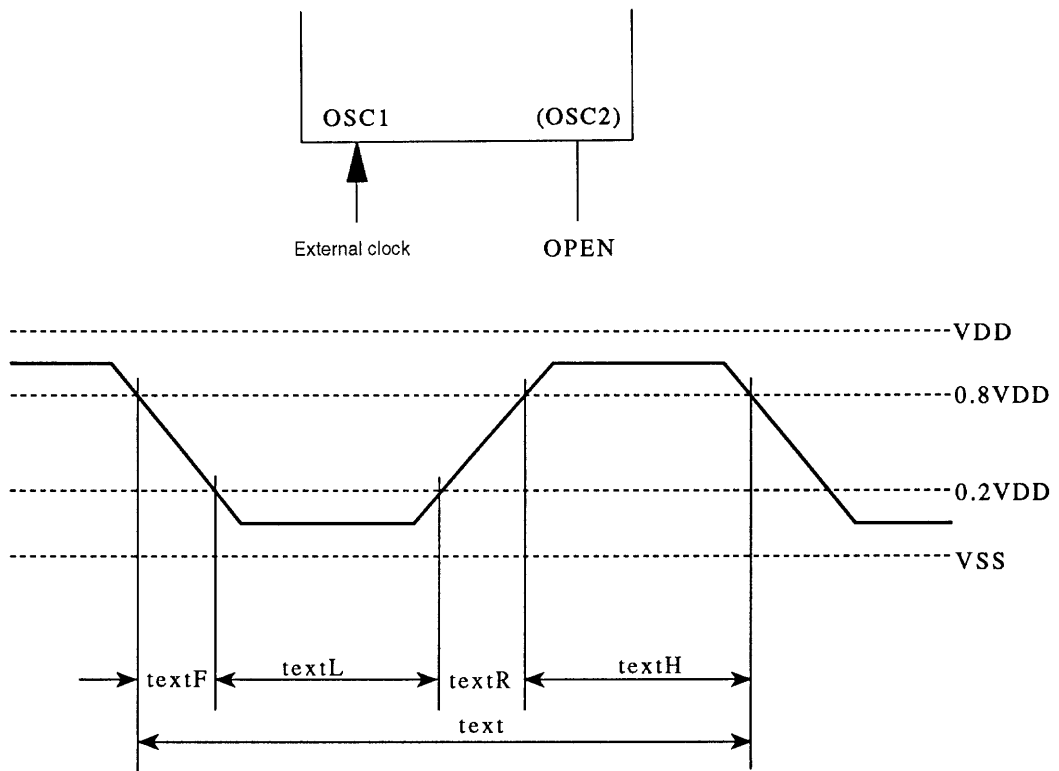 OSC1 (OSC2)
External clock OPEN
VDD
0.8VDD
0.2VDD
VSS
textF textL textR textH
text